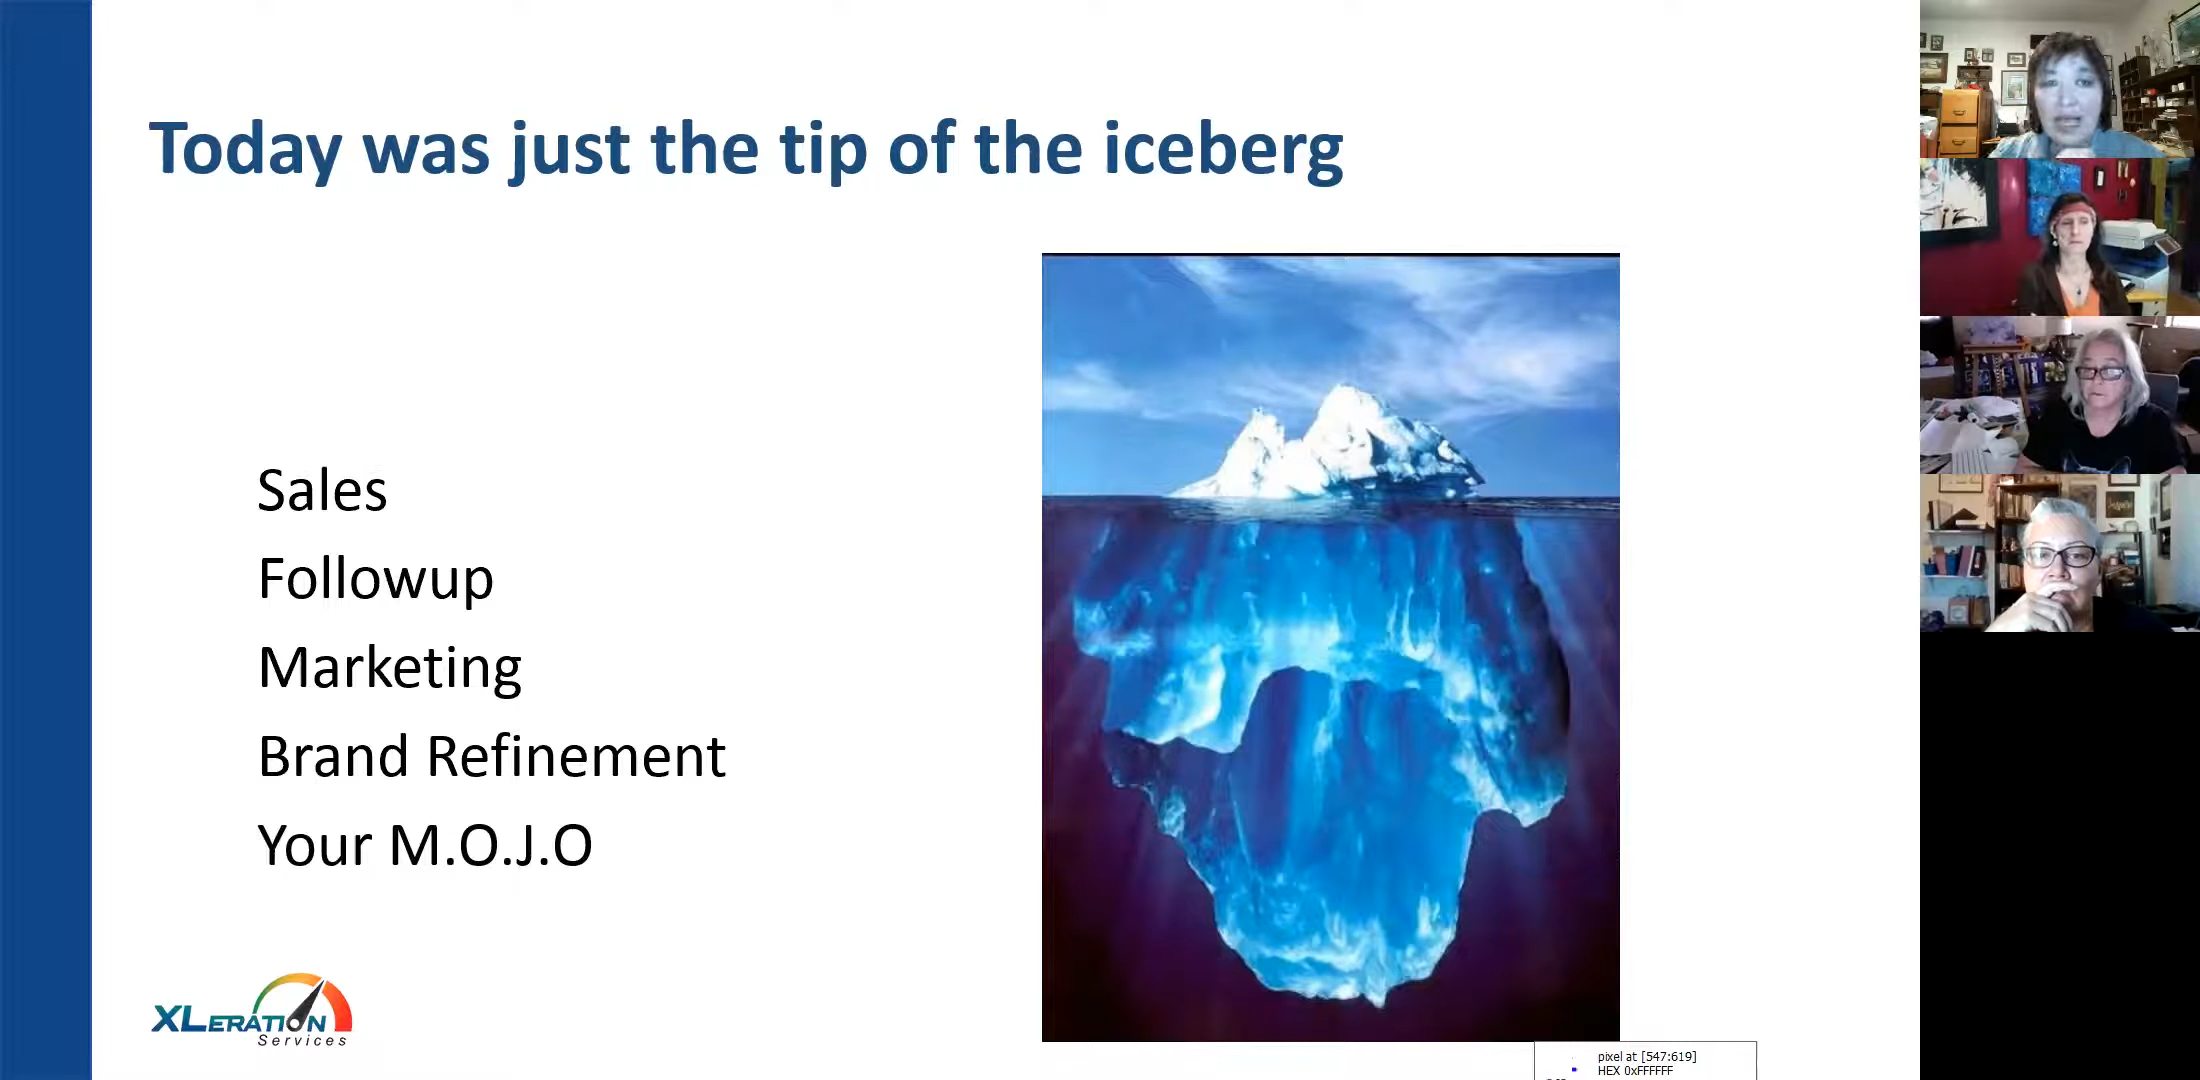 Today was just the tip of the iceberg
Sales
Followup
Marketing
Brand Refinement
Your M.O.J.O
XLERATION
Services
pixel at [547:619]
HEX 0xFFFFFF